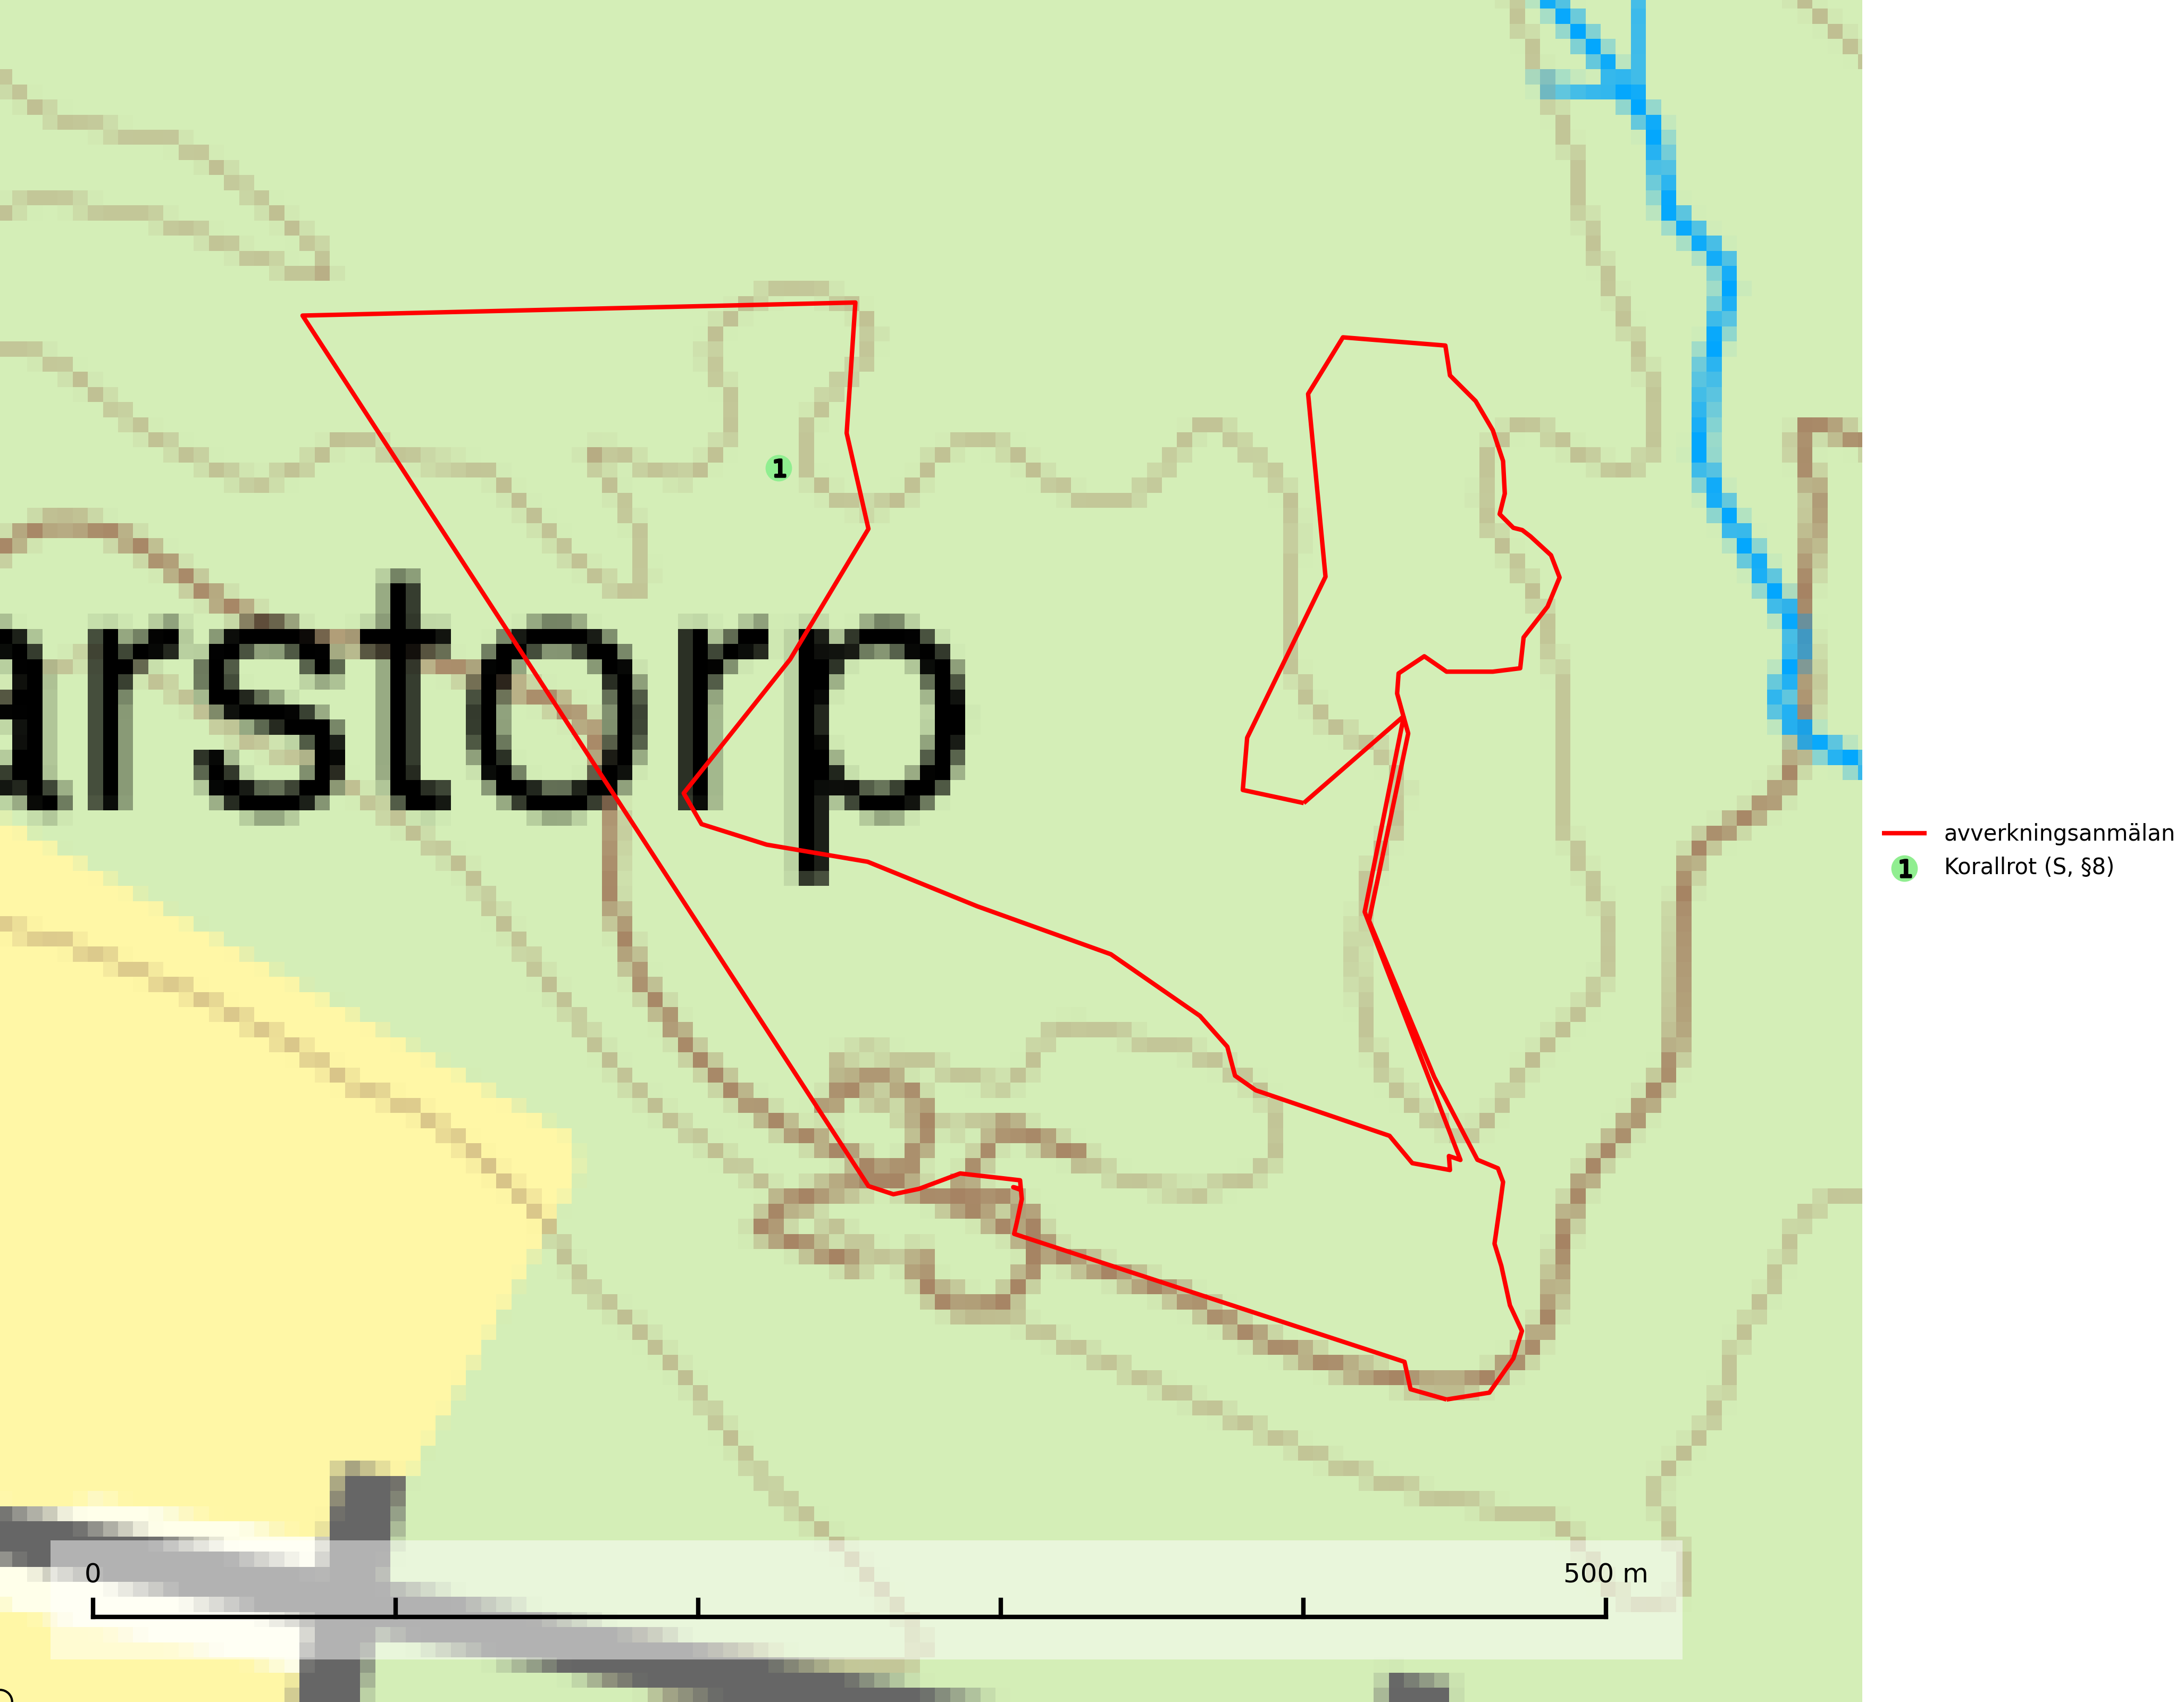 1
arstorp
avverkningsanmälan
1 Korallrot (S, §8)
0 500 m